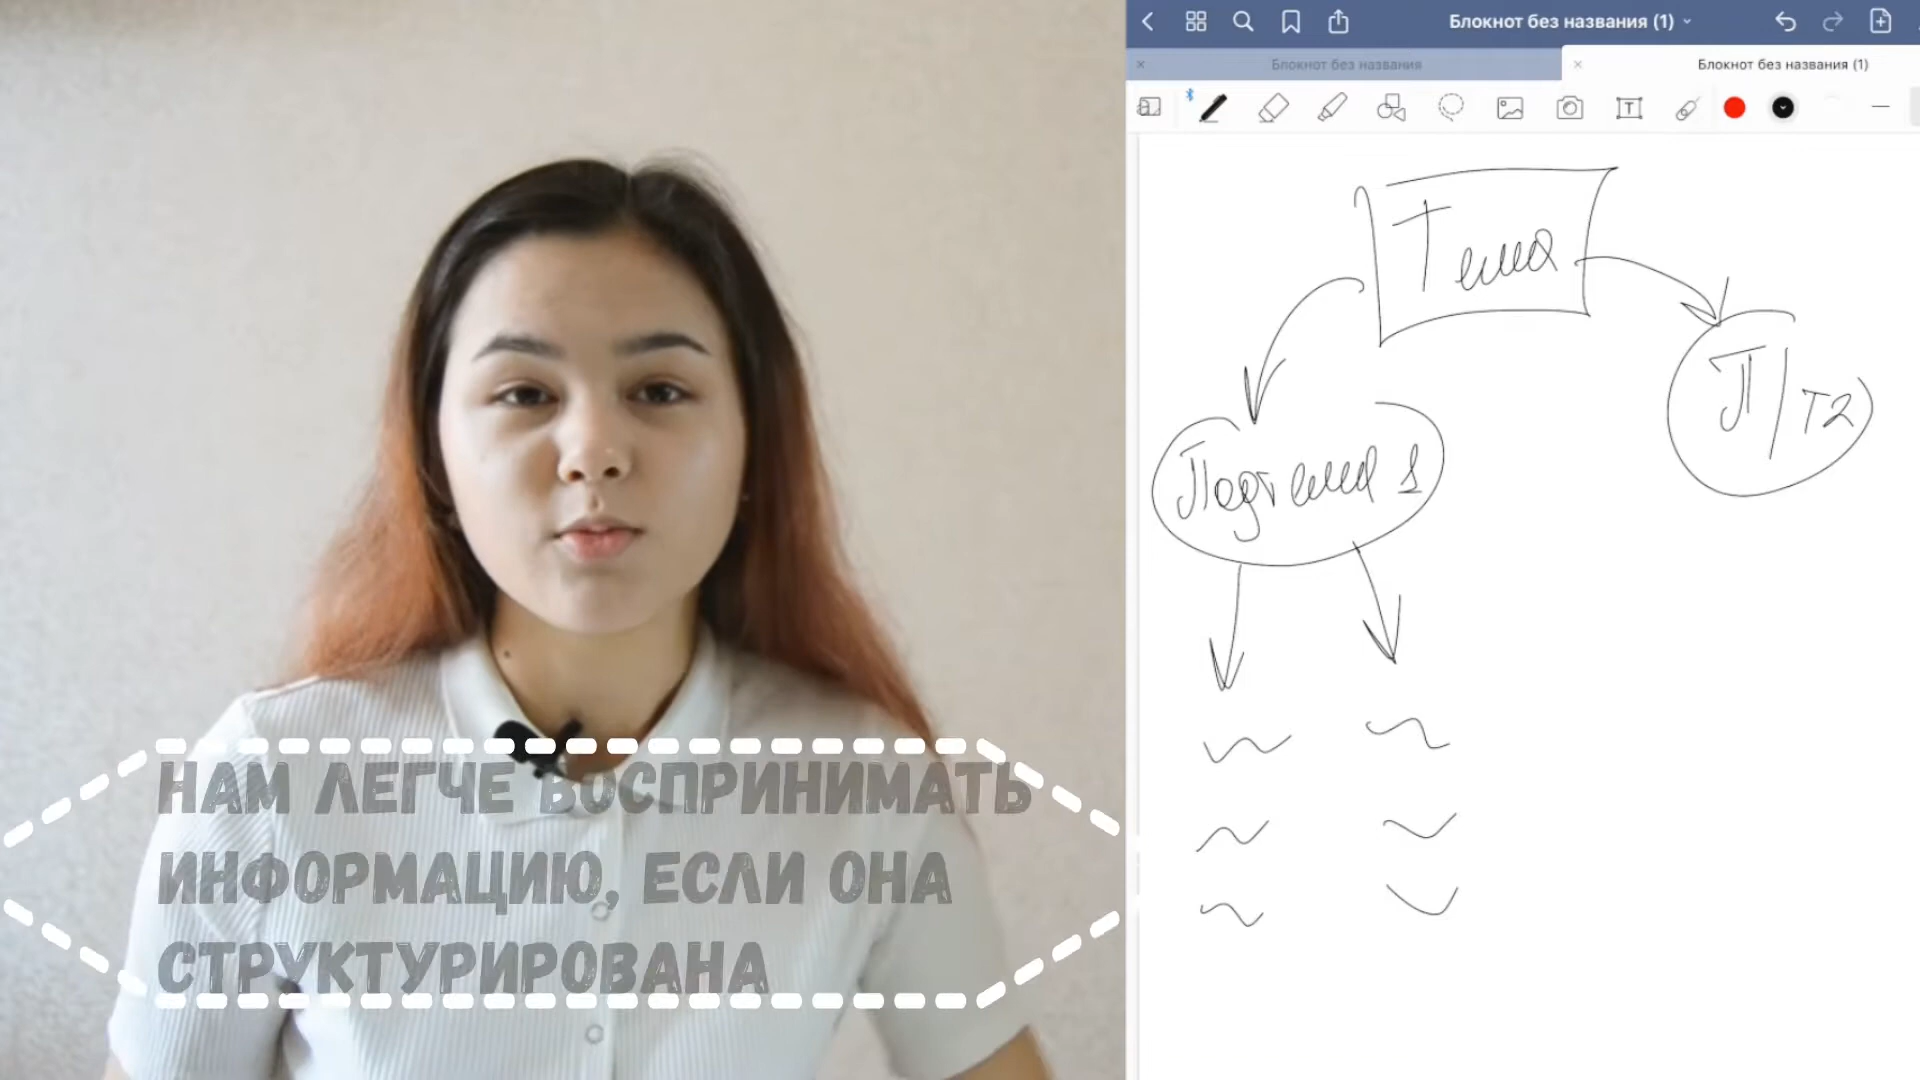 Блокнот без названия (1)
Блокнот без названия
Блокнот без названия (1)
Тема
П/т2
Подтема 1
НАМ ЛЕГЧЕ ВОСПРИНИМАТЬ
ИНФОРМАЦИЮ, ЕСЛИ ОНА
СТРУКТУРИРОВАНА